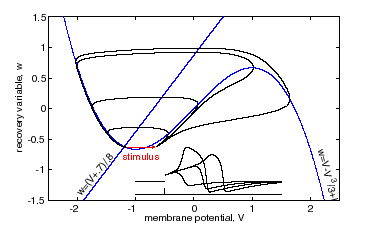 1.5
1
0.5
0
-0.5
-1
-1.5
recovery variable, w
stimulus
w=(V+.7)/.8
w=V-V^3/3+I
-2
-1
0
1
2
membrane potential, V